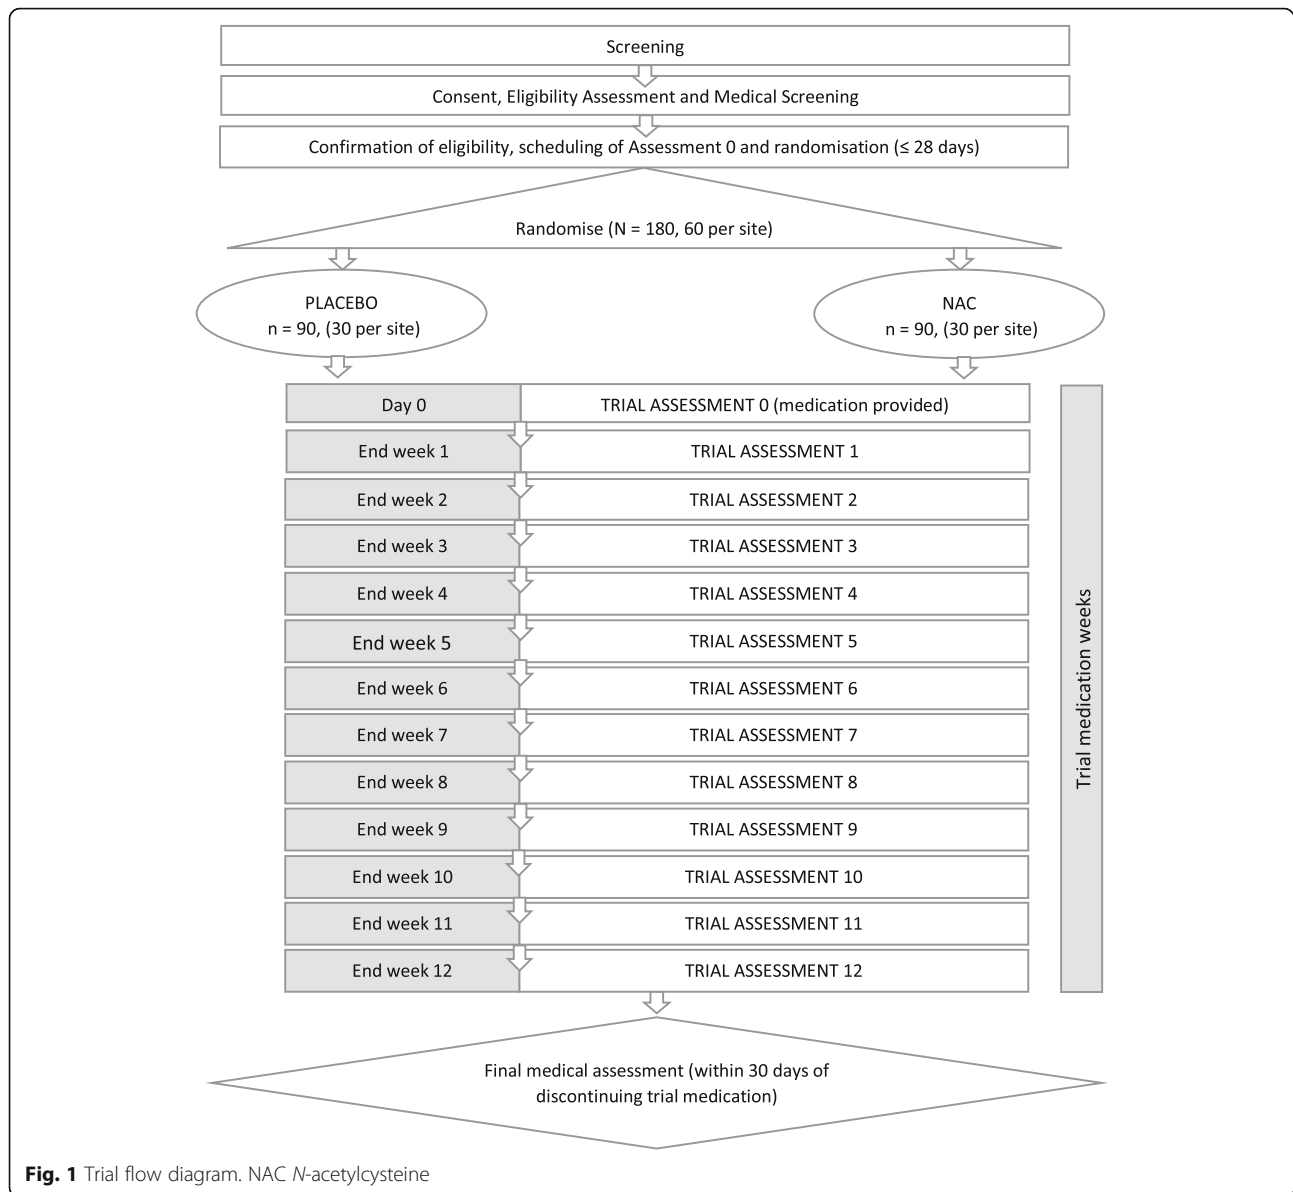 Screening
Consent, Eligibility Assessment and Medical Screening
Confirmation of eligibility, scheduling of Assessment 0 and randomisation (≤ 28 days)
Randomise (N = 180, 60 per site)
PLACEBO
n = 90, (30 per site)
NAC
n = 90, (30 per site)
Day 0 TRIAL ASSESSMENT 0 (medication provided)
End week 1 TRIAL ASSESSMENT 1
End week 2 TRIAL ASSESSMENT 2
End week 3 TRIAL ASSESSMENT 3
End week 4 TRIAL ASSESSMENT 4
End week 5 TRIAL ASSESSMENT 5
End week 6 TRIAL ASSESSMENT 6
End week 7 TRIAL ASSESSMENT 7
End week 8 TRIAL ASSESSMENT 8
End week 9 TRIAL ASSESSMENT 9
End week 10 TRIAL ASSESSMENT 10
End week 11 TRIAL ASSESSMENT 11
End week 12 TRIAL ASSESSMENT 12
Trial medication weeks
Final medical assessment (within 30 days of
discontinuing trial medication)
Fig. 1 Trial flow diagram. NAC N-acetylcysteine